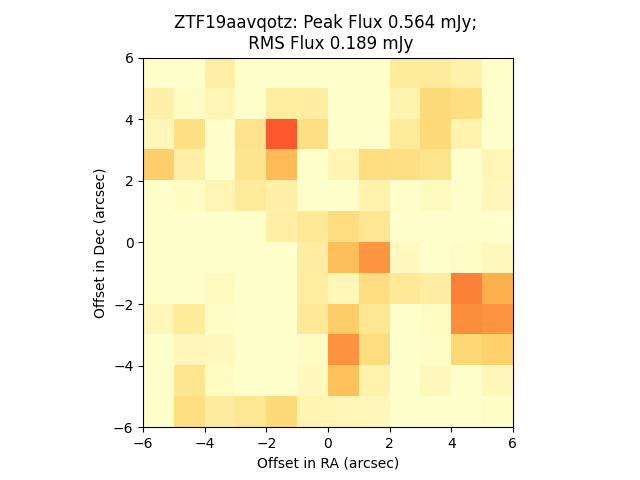 ZTF19aavqotz: Peak Flux 0.564 mJy;
RMS Flux 0.189 mJy
6
4
2
0
−2
−4
−6
Offset in Dec (arcsec)
−6 −4 −2 0 2 4 6
Offset in RA (arcsec)